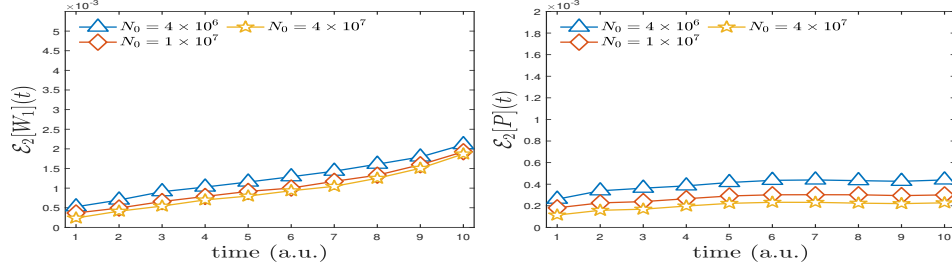 ×10⁻³
5
4.5
4
3.5
3
2.5
2
1.5
1
0.5
0
ℰ₂[W₁](t)
N₀ = 4 × 10⁶
N₀ = 4 × 10⁷
N₀ = 1 × 10⁷
1 2 3 4 5 6 7 8 9 10
time (a.u.)
×10⁻³
2
1.8
1.6
1.4
1.2
1
0.8
0.6
0.4
0.2
0
ℰ₂[P](t)
N₀ = 4 × 10⁶
N₀ = 4 × 10⁷
N₀ = 1 × 10⁷
1 2 3 4 5 6 7 8 9 10
time (a.u.)